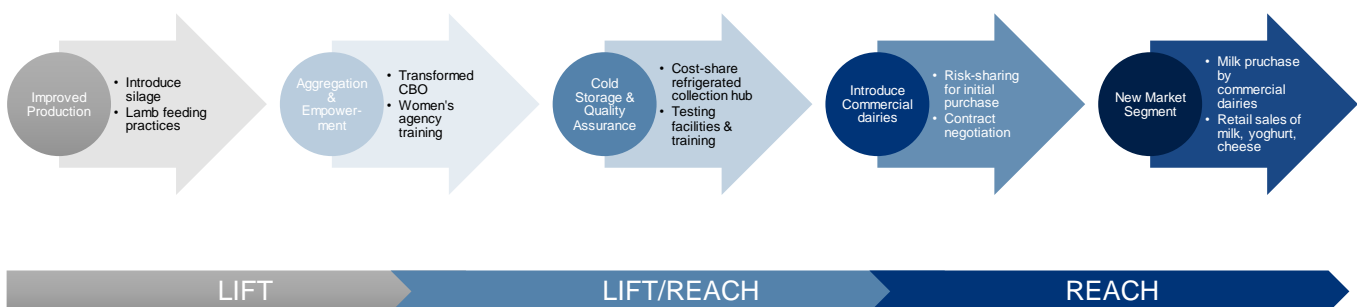 Improved
Production
• Introduce
silage
• Lamb feeding
practices
Aggregation
&
Empower-
ment
• Transformed
CBO
• Women's
agency
training
Cold
Storage &
Quality
Assurance
• Cost-share
refrigerated
collection hub
• Testing
facilities &
training
Introduce
Commercial
dairies
• Risk-sharing
for initial
purchase
• Contract
negotiation
New Market
Segment
• Milk pruchase
by
commercial
dairies
• Retail sales of
milk, yoghurt,
cheese
LIFT
LIFT/REACH
REACH